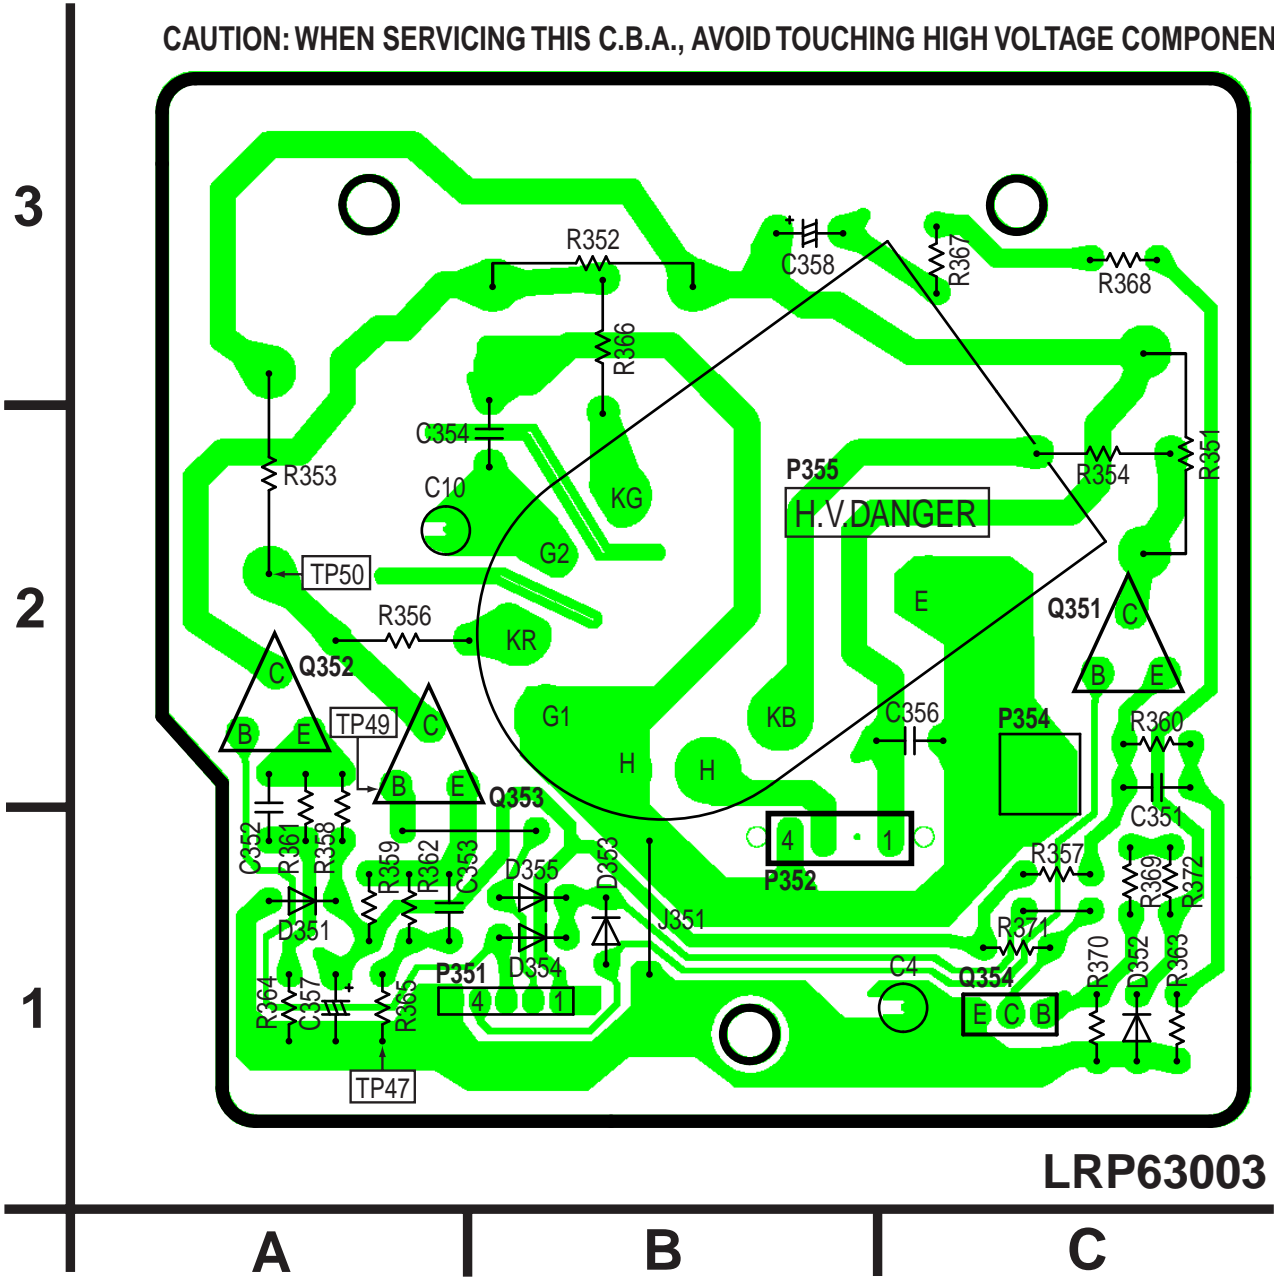 CAUTION: WHEN SERVICING THIS C.B.A., AVOID TOUCHING HIGH VOLTAGE COMPONEN
3
R352
C358
R367
R368
R366
C354
R353
C10
KG
P355
H.V.DANGER
R354
R351
G2
TP50
2
R356
KR
E
Q351
C
B
E
Q352
C
B
E
TP49
C
B
E
Q353
G1
H
H
KB
C356
P354
R360
C351
C352
R361
R358
R359
R362
C353
D355
D353
4
1
P352
R357
R369
R372
D351
J351
R371
D354
P351
4
1
R364
C357
R365
C4
Q354
E
C
B
R370
D352
R363
1
TP47
LRP63003
A
B
C